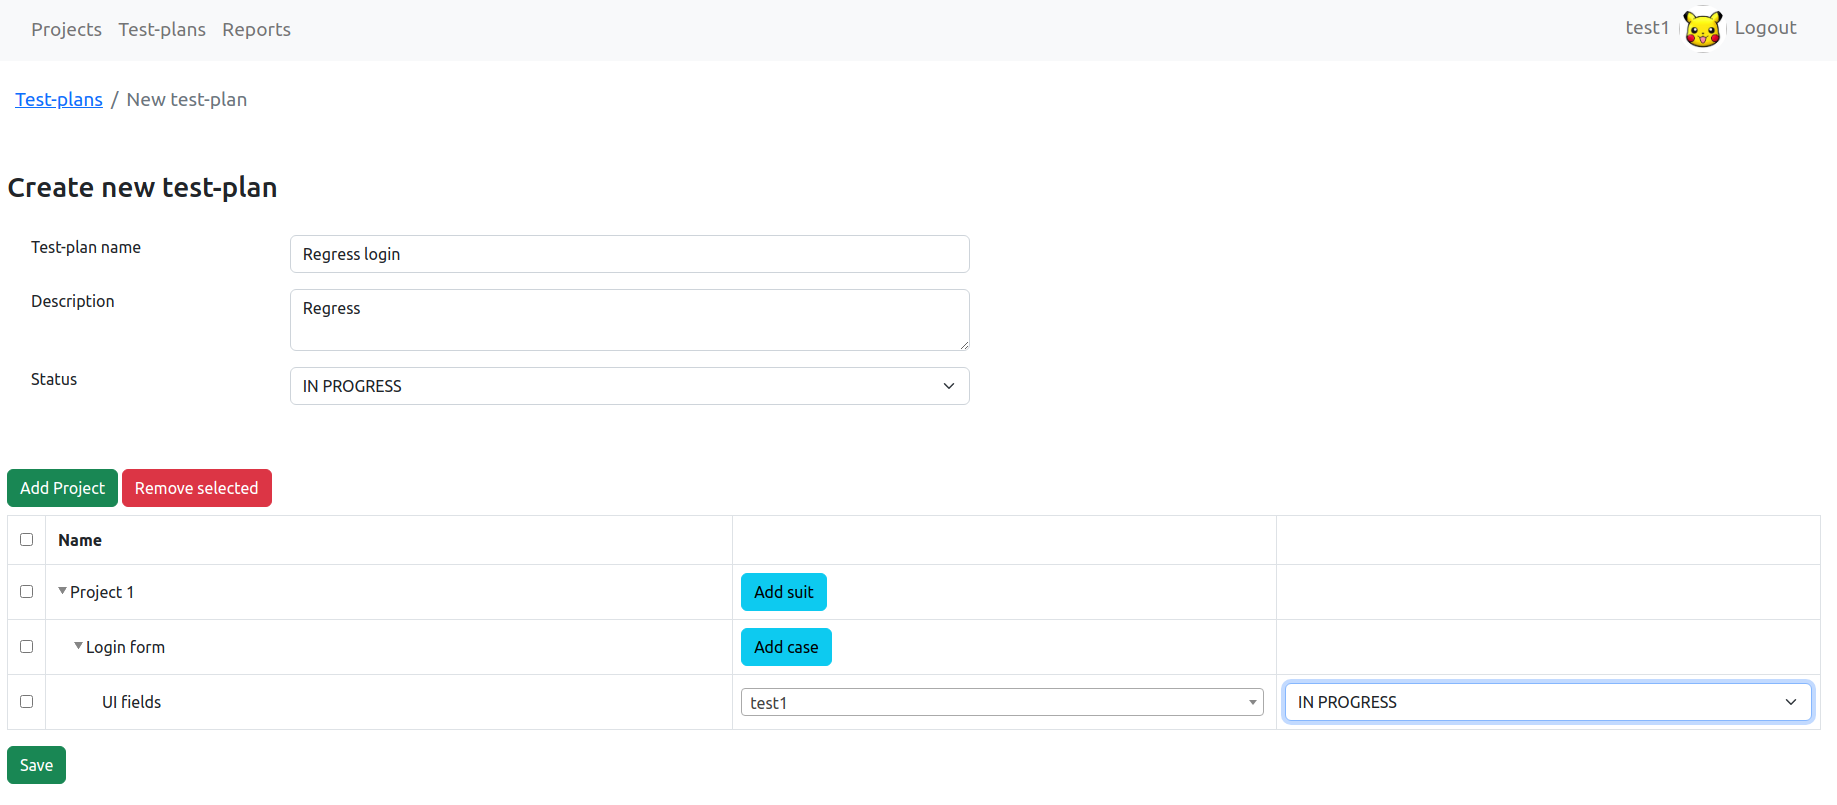 Projects Test-plans Reports test1 Logout
Test-plans / New test-plan
Create new test-plan
Test-plan name Regress login
Description Regress
Status IN PROGRESS
Add Project Remove selected
Name
Project 1 Add suit
Login form Add case
UI fields test1 IN PROGRESS
Save